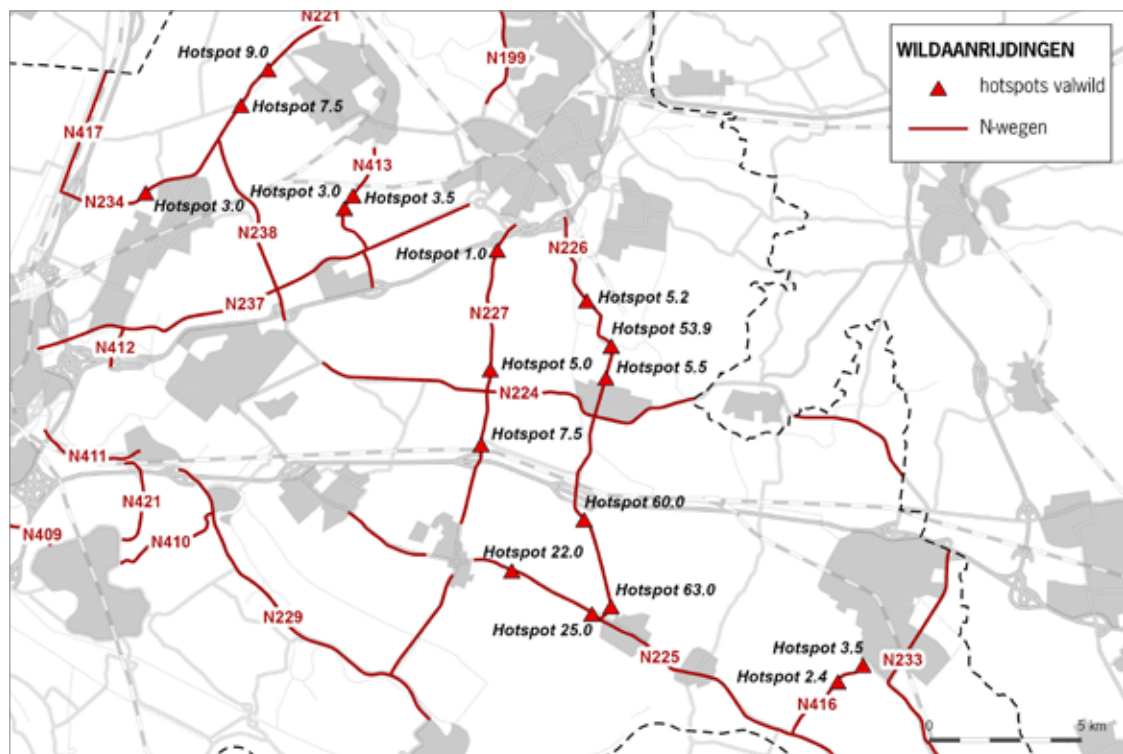 N221
WILDAANRIJDINGEN
hotspots valwild
N-wegen
Hotspot 9.0
N199
Hotspot 7.5
N417
N413
Hotspot 3.0
Hotspot 3.5
N234
Hotspot 3.0
N238
N226
Hotspot 1.0
N237
Hotspot 5.2
N227
Hotspot 53.9
N412
Hotspot 5.0
Hotspot 5.5
N224
Hotspot 7.5
N411
N421
Hotspot 60.0
N409
N410
Hotspot 22.0
Hotspot 63.0
N229
Hotspot 25.0
Hotspot 3.5
N225
N233
Hotspot 2.4
N416
0
5 km